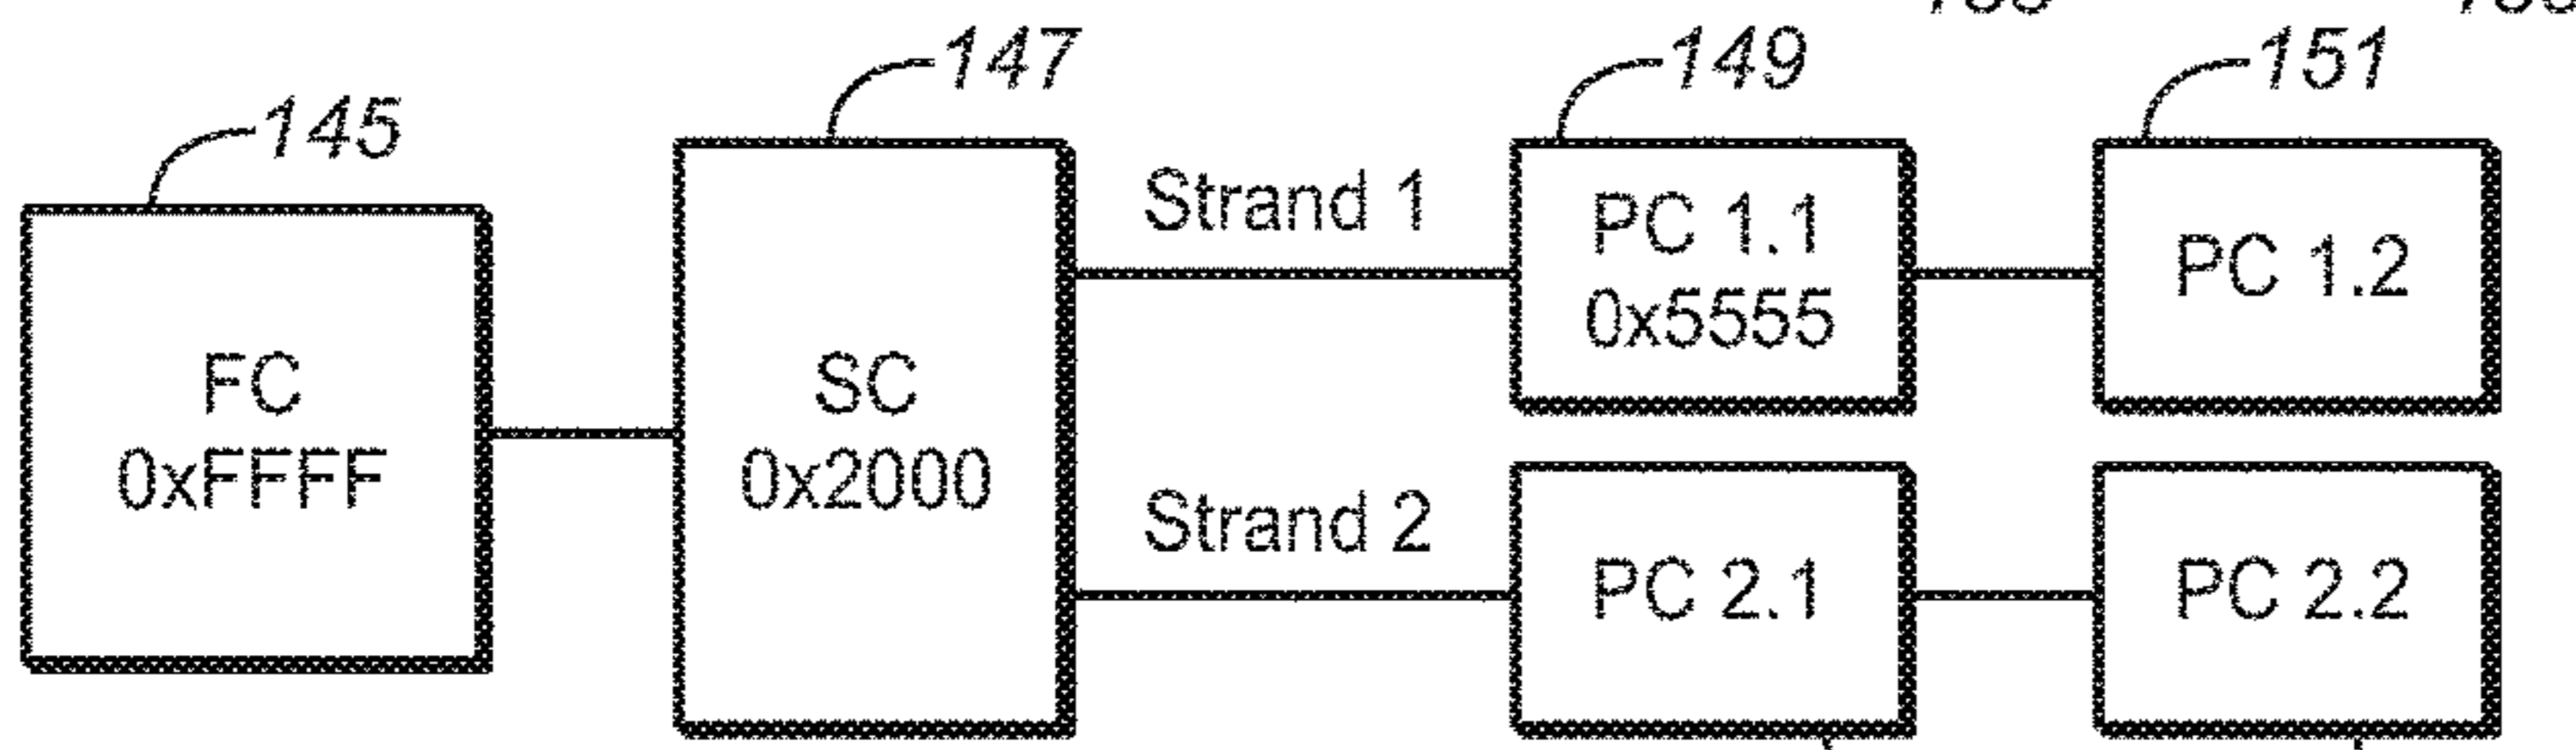 145
147
149
151
FC
0xFFFF
SC
0x2000
Strand 1
PC 1.1
0x5555
PC 1.2
Strand 2
PC 2.1
PC 2.2